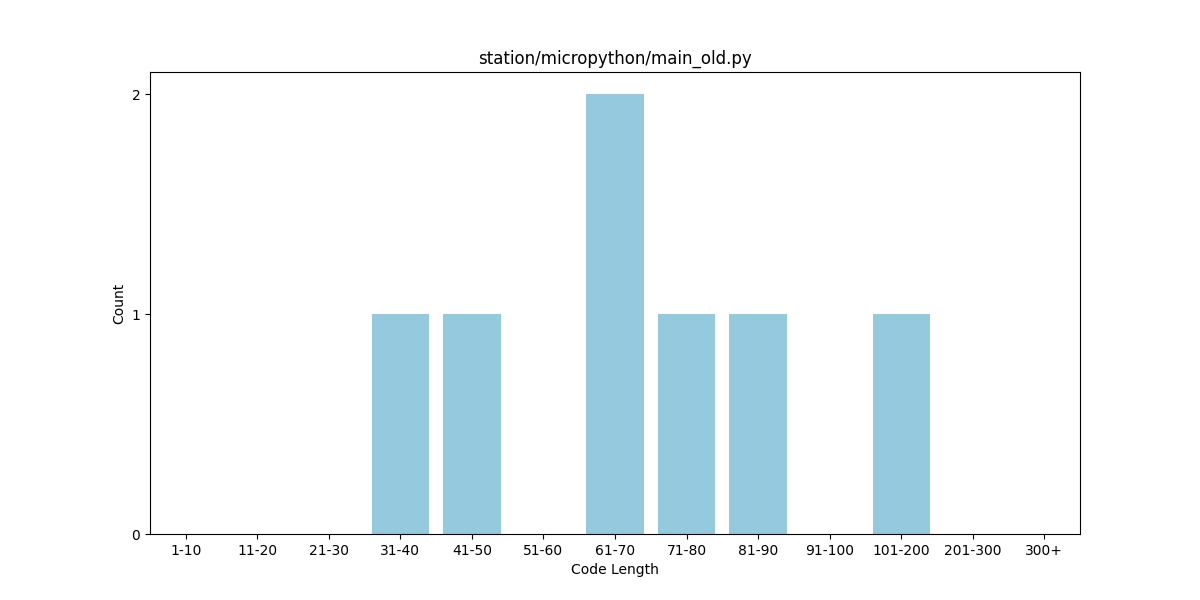 station/micropython/main_old.py
2
1
0
Count
1-10 11-20 21-30 31-40 41-50 51-60 61-70 71-80 81-90 91-100 101-200 201-300 300+
Code Length